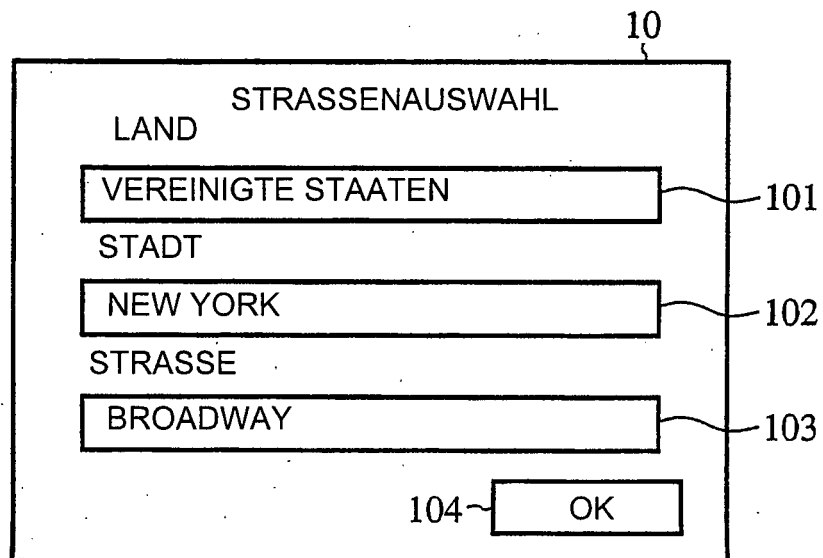 10
STRASSENAUSWAHL
LAND
VEREINIGTE STAATEN
101
STADT
NEW YORK
102
STRASSE
BROADWAY
103
104
OK